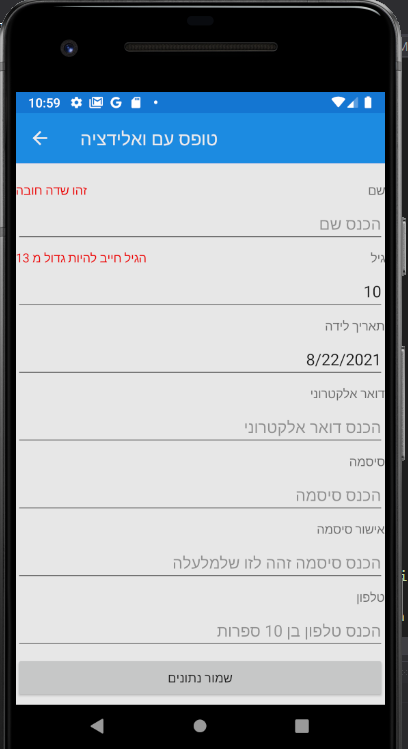 10:59
טופס עם ואלידציה
שם זהו שדה חובה
הכנס שם
גיל הגיל חייב להיות גדול מ 13
10
תאריך לידה
8/22/2021
דואר אלקטרוני
הכנס דואר אלקטרוני
סיסמה
הכנס סיסמה
אישור סיסמה
הכנס סיסמה זהה לזו שלמלעלה
טלפון
הכנס טלפון בן 10 ספרות
שמור נתונים